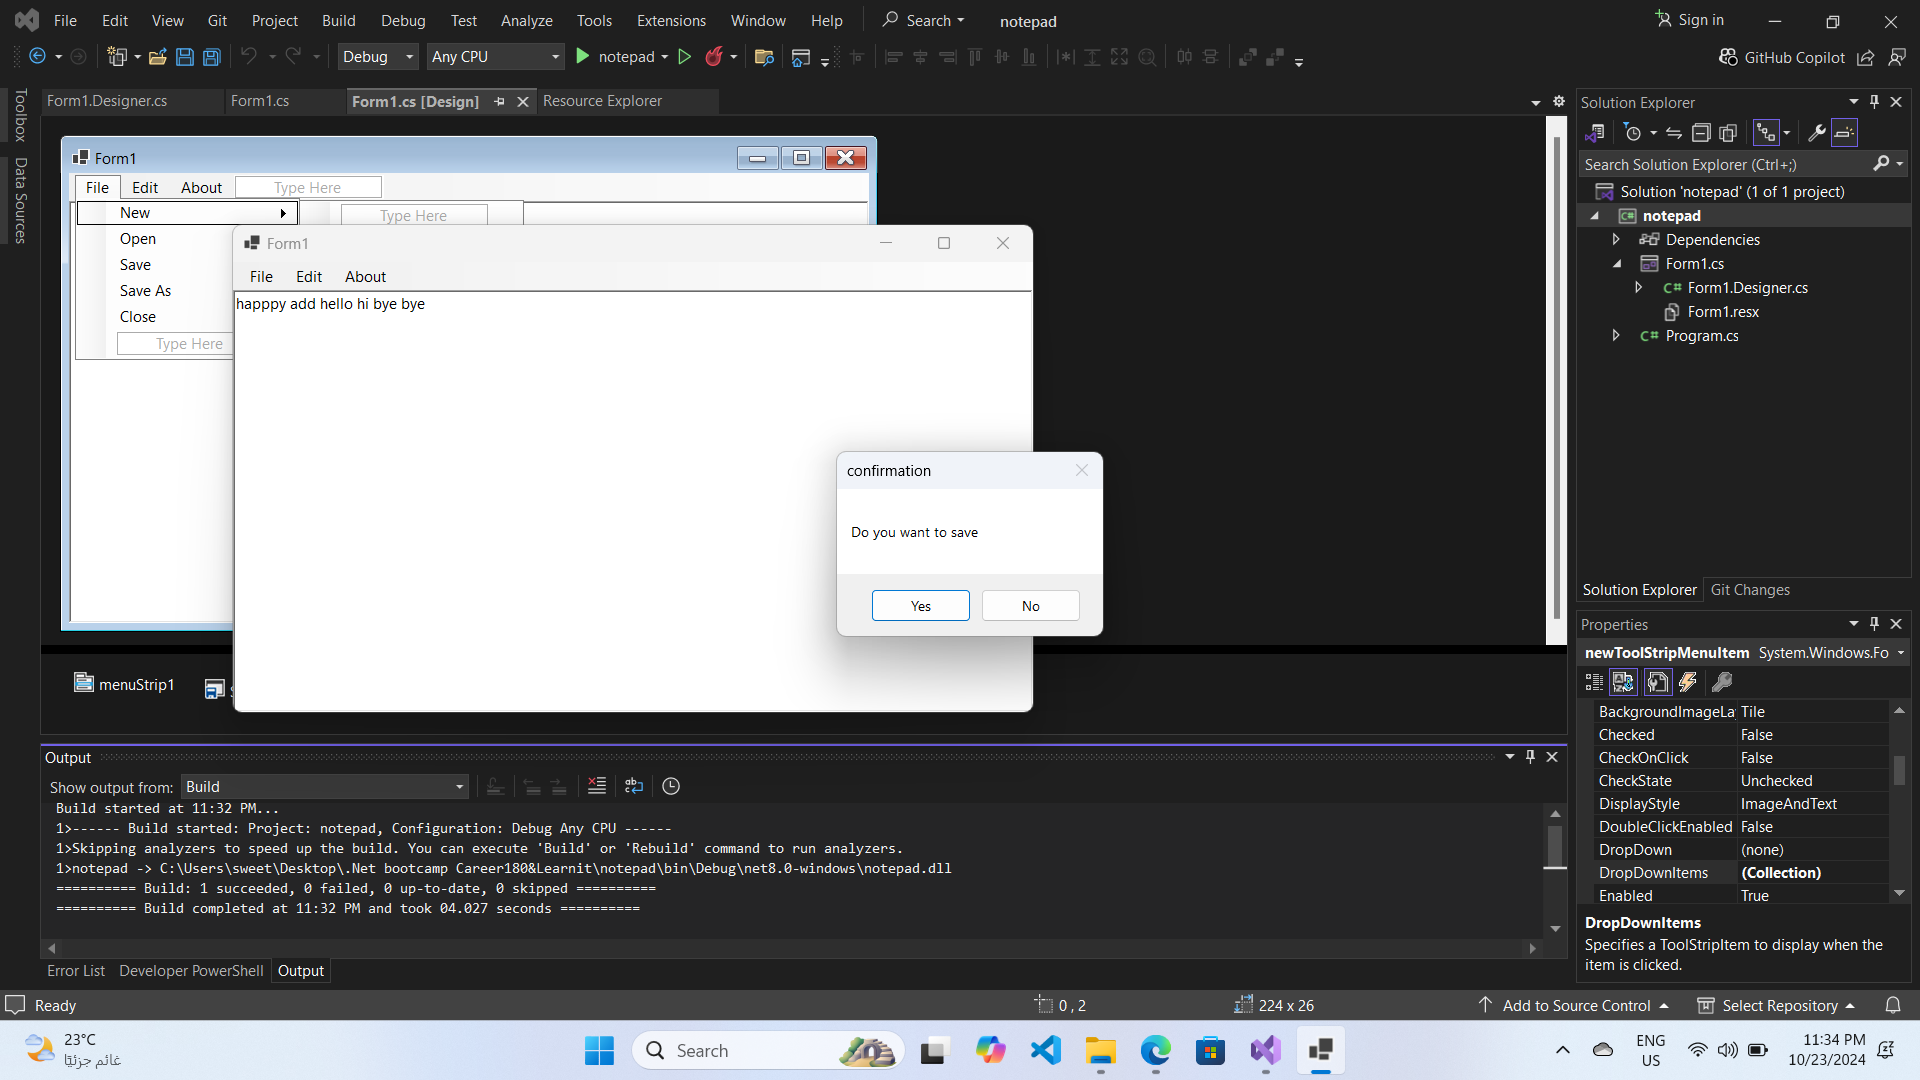 File Edit View Git Project Build Debug Test Analyze Tools Extensions Window Help Search notepad Sign in
Debug Any CPU notepad GitHub Copilot
Toolbox
Data Sources
Form1.Designer.cs Form1.cs Form1.cs [Design] Resource Explorer
Form1
File Edit About Type Here
New Type Here
Open
Save
Save As
Close
Type Here
Form1
File Edit About
happpy add hello hi bye bye
confirmation
Do you want to save
Yes No
menuStrip1
Output
Show output from: Build
Build started at 11:32 PM...
1>------ Build started: Project: notepad, Configuration: Debug Any CPU ------
1>Skipping analyzers to speed up the build. You can execute 'Build' or 'Rebuild' command to run analyzers.
1>notepad -> C:\Users\sweet\Desktop\.Net bootcamp Career180&Learnit\notepad\bin\Debug\net8.0-windows\notepad.dll
========== Build: 1 succeeded, 0 failed, 0 up-to-date, 0 skipped ==========
========== Build completed at 11:32 PM and took 04.027 seconds ==========
Error List Developer PowerShell Output
Solution Explorer
Search Solution Explorer (Ctrl+;)
Solution 'notepad' (1 of 1 project)
notepad
Dependencies
Form1.cs
Form1.Designer.cs
Form1.resx
Program.cs
Solution Explorer Git Changes
Properties
newToolStripMenuItem System.Windows.Fo
BackgroundImageLa Tile
Checked False
CheckOnClick False
CheckState Unchecked
DisplayStyle ImageAndText
DoubleClickEnabled False
DropDown (none)
DropDownItems (Collection)
Enabled True
DropDownItems
Specifies a ToolStripItem to display when the
item is clicked.
Ready 0 , 2 224 x 26 Add to Source Control Select Repository
23°C
غائم جزئيًا
Search
ENG
US
11:34 PM
10/23/2024